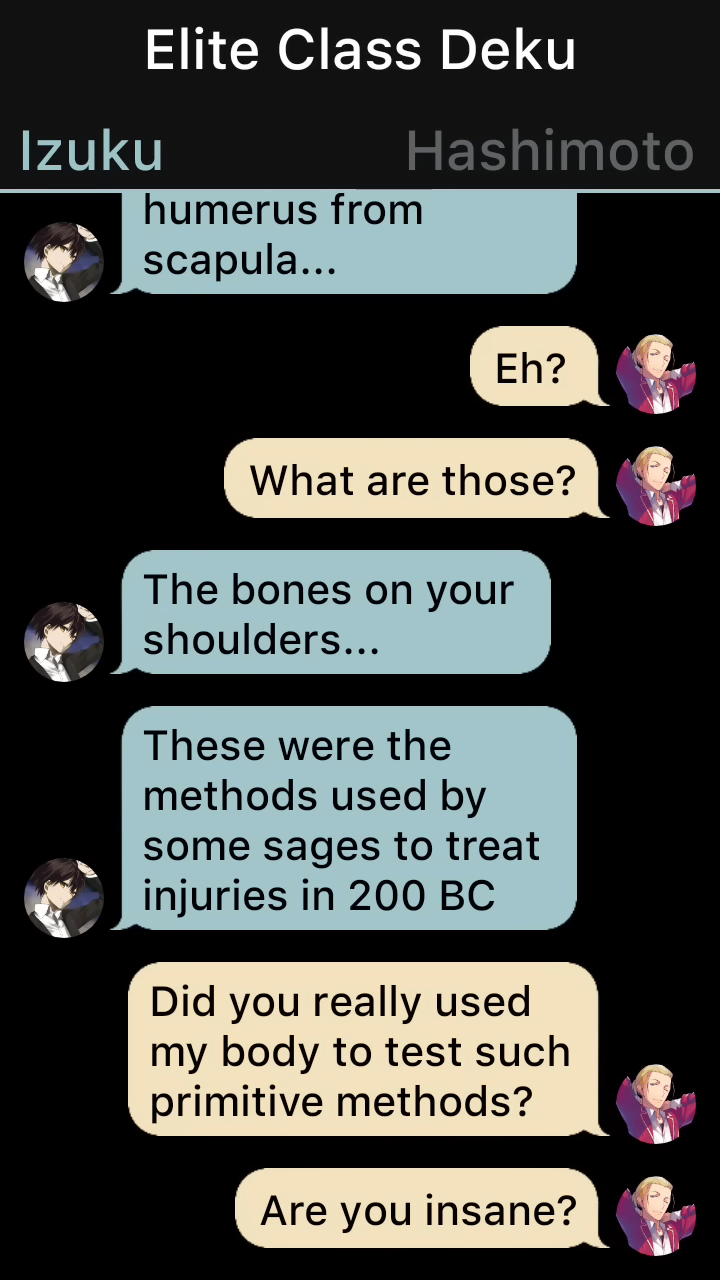 Elite Class Deku
Izuku
Hashimoto
humerus from
scapula...
Eh?
What are those?
The bones on your
shoulders...
These were the
methods used by
some sages to treat
injuries in 200 BC
Did you really used
my body to test such
primitive methods?
Are you insane?